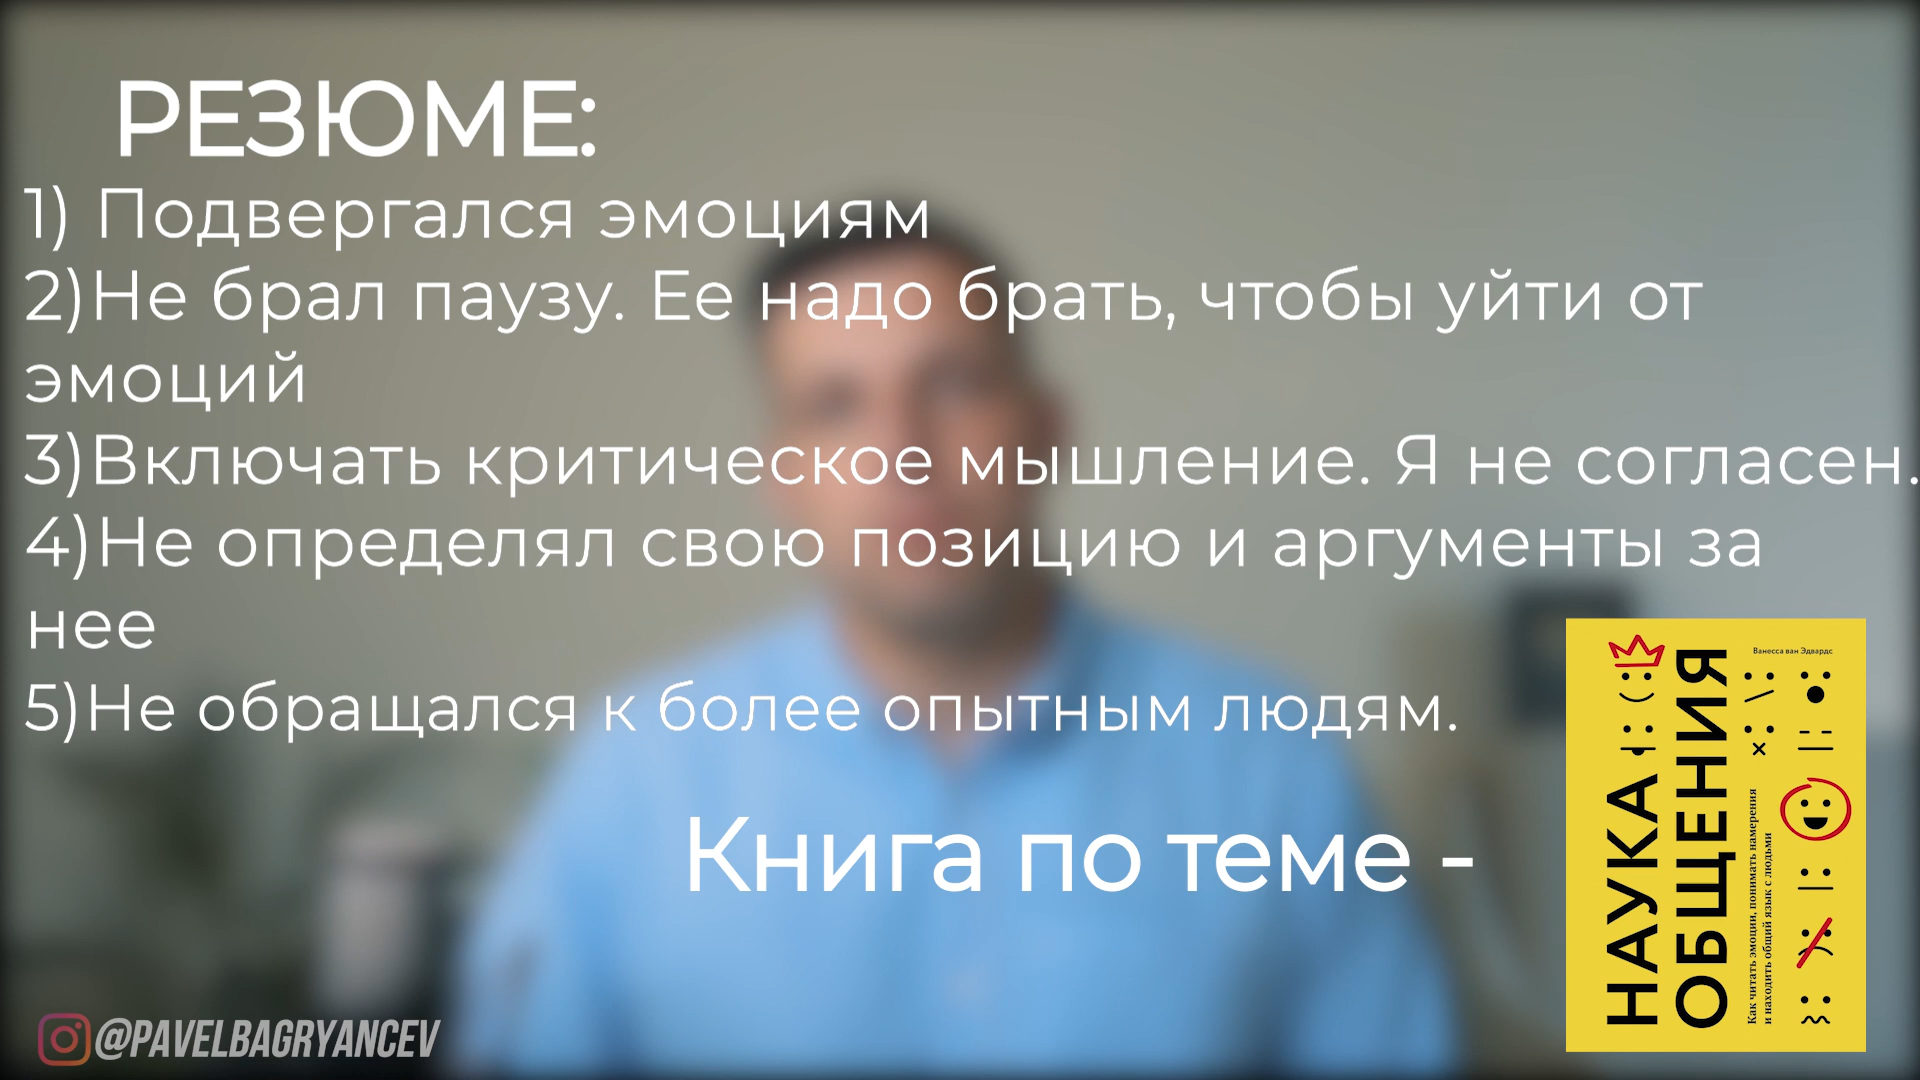 РЕЗЮМЕ:
1) Подвергался эмоциям
2)Не брал паузу. Ее надо брать, чтобы уйти от
эмоций
3)Включать критическое мышление. Я не согласен.
4)Не определял свою позицию и аргументы за
нее
5)Не обращался к более опытным людям.
Книга по теме -
Ванесса ван Эдвардс
НАУКА
ОБЩЕНИЯ
Как читать эмоции, понимать намерения
и находить общий язык с людьми
@PAVELBAGRYANCEV